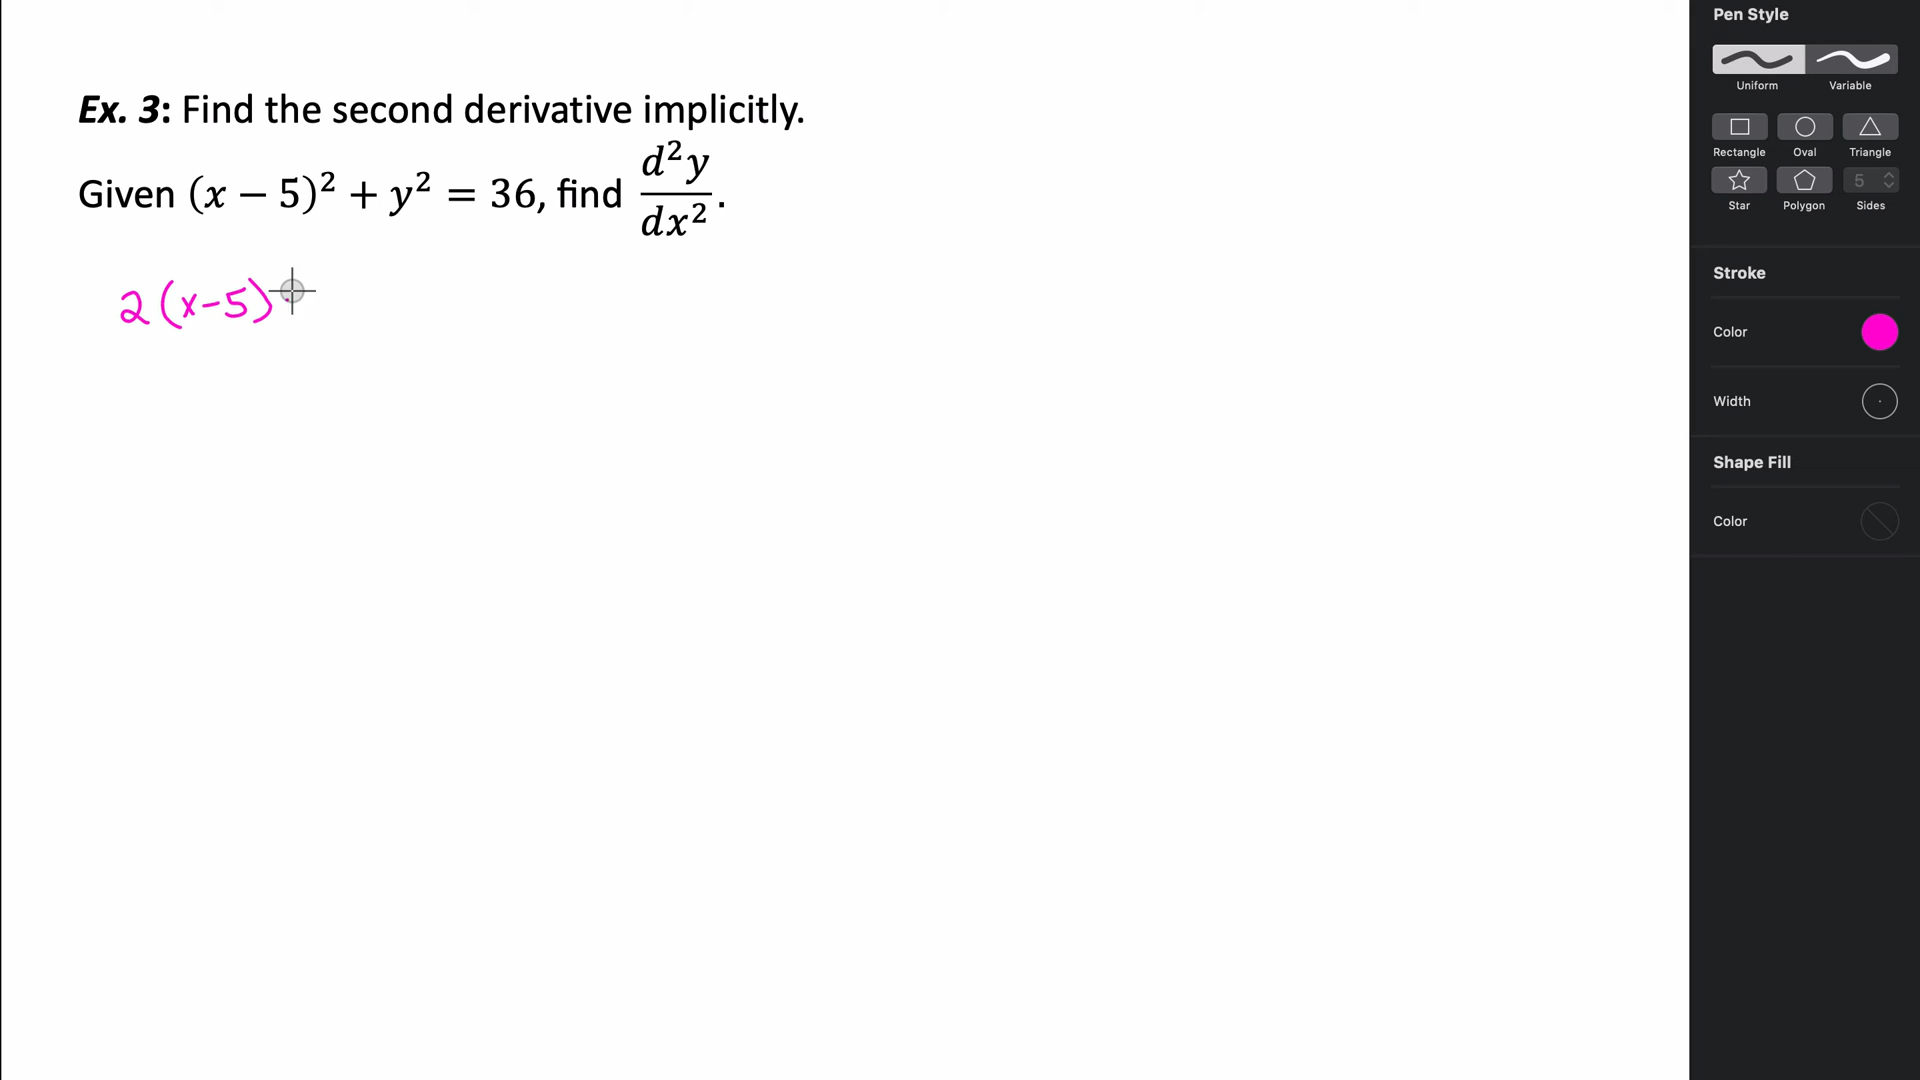 Ex. 3: Find the second derivative implicitly.
Given (x − 5)² + y² = 36, find d²y/dx².
2(x-5) ·
Pen Style
Uniform Variable
Rectangle Oval Triangle
5
Star Polygon Sides
Stroke
Color
Width
Shape Fill
Color